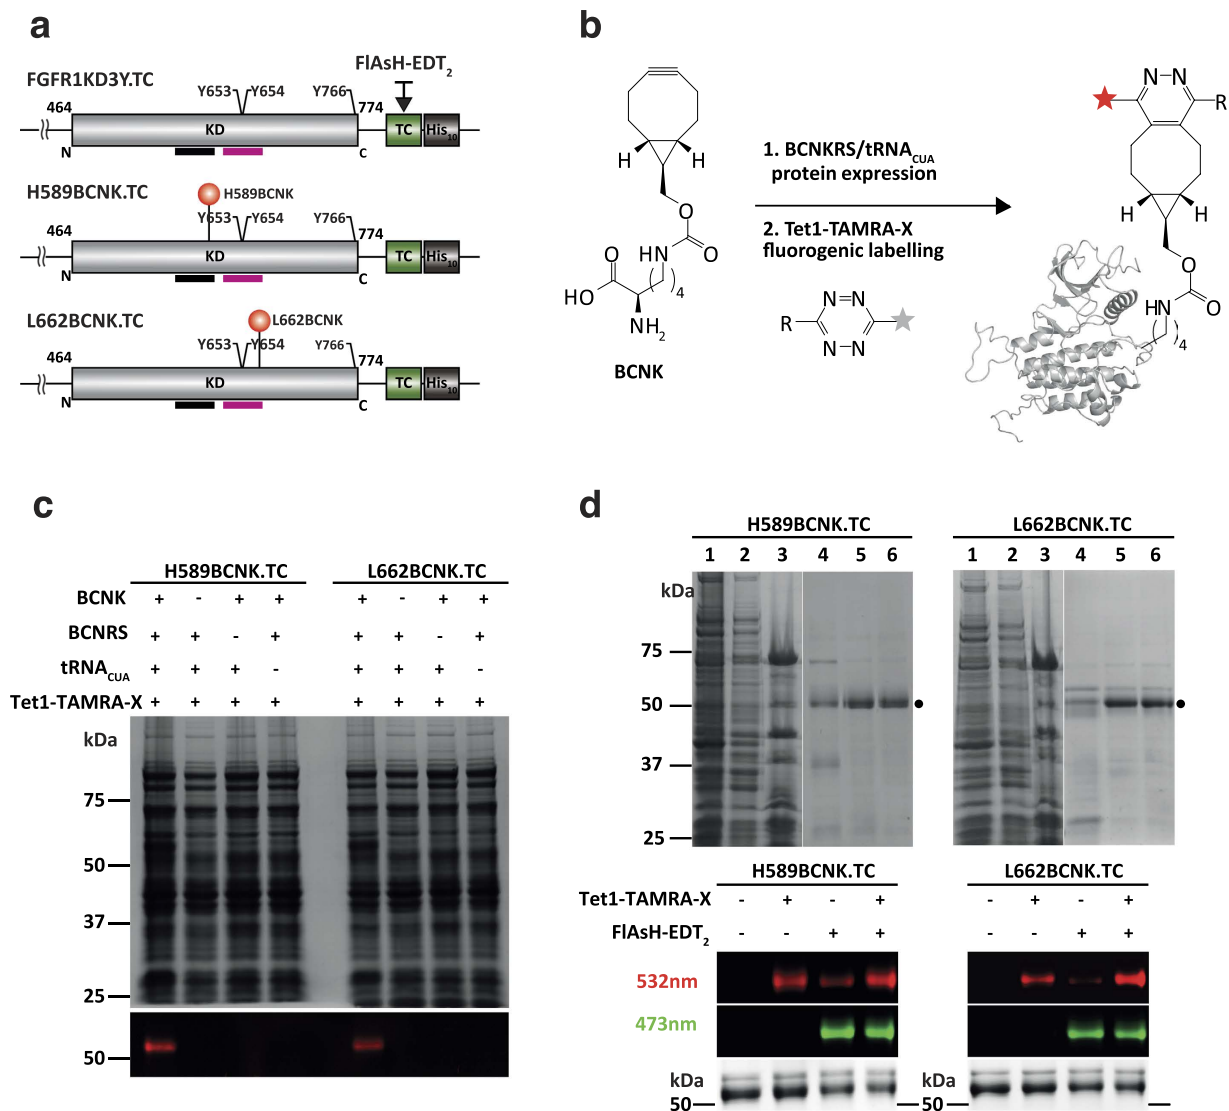 a
FGFR1KD3Y.TC
FlAsH-EDT2
464
Y653 Y654
Y766
774
KD
TC
His10
N
C
H589BCNK.TC
H589BCNK
464
Y653 Y654
Y766
774
KD
TC
His10
N
C
L662BCNK.TC
L662BCNK
464
Y653 Y654
Y766
774
KD
TC
His10
N
C
b
H H
O
HN O
O
HO
4
NH2
BCNK
1. BCNKRS/tRNACUA
protein expression
2. Tet1-TAMRA-X
fluorogenic labelling
N=N
R
N=N
N-N
R
H H
O
HN O
4
c
H589BCNK.TC L662BCNK.TC
BCNK + - + + + - + +
BCNRS + + - + + + - +
tRNACUA + + + - + + + -
Tet1-TAMRA-X + + + + + + + +
kDa
75
50
37
25
50
d
H589BCNK.TC L662BCNK.TC
1 2 3 4 5 6 1 2 3 4 5 6
kDa
75
50
37
25
H589BCNK.TC L662BCNK.TC
Tet1-TAMRA-X - + - + - + - +
FlAsH-EDT2 - - + + - - + +
532nm
473nm
kDa kDa
50 50